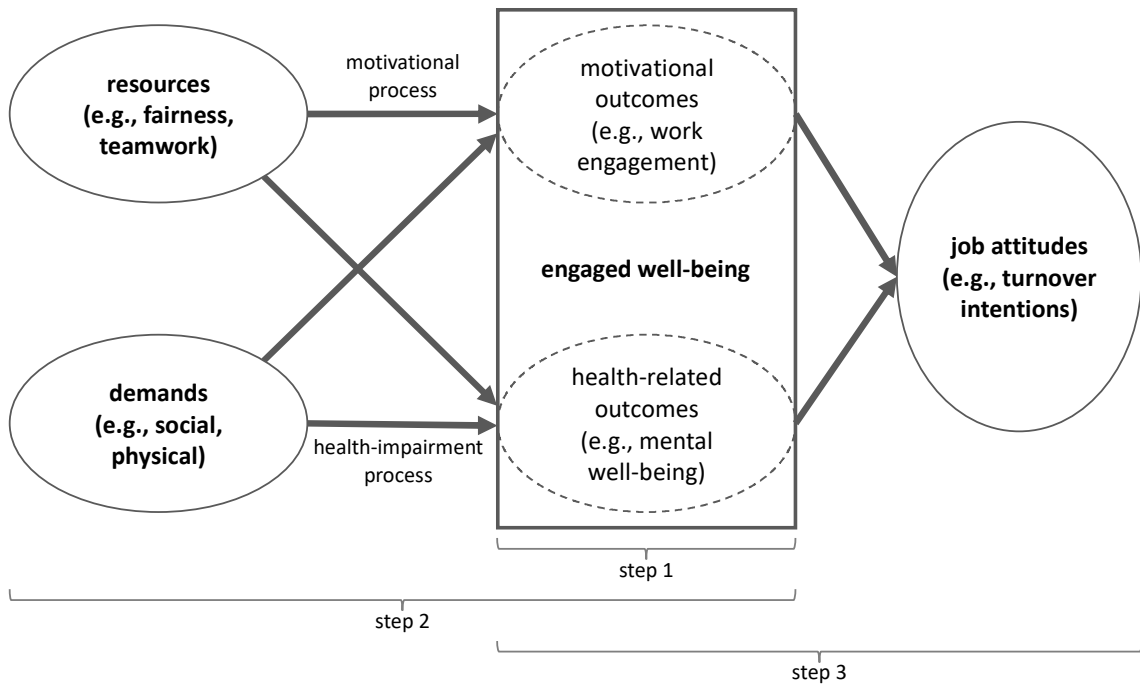 resources
(e.g., fairness,
teamwork)
motivational
process
motivational
outcomes
(e.g., work
engagement)
engaged well-being
job attitudes
(e.g., turnover
intentions)
demands
(e.g., social,
physical)
health-impairment
process
health-related
outcomes
(e.g., mental
well-being)
step 1
step 2
step 3